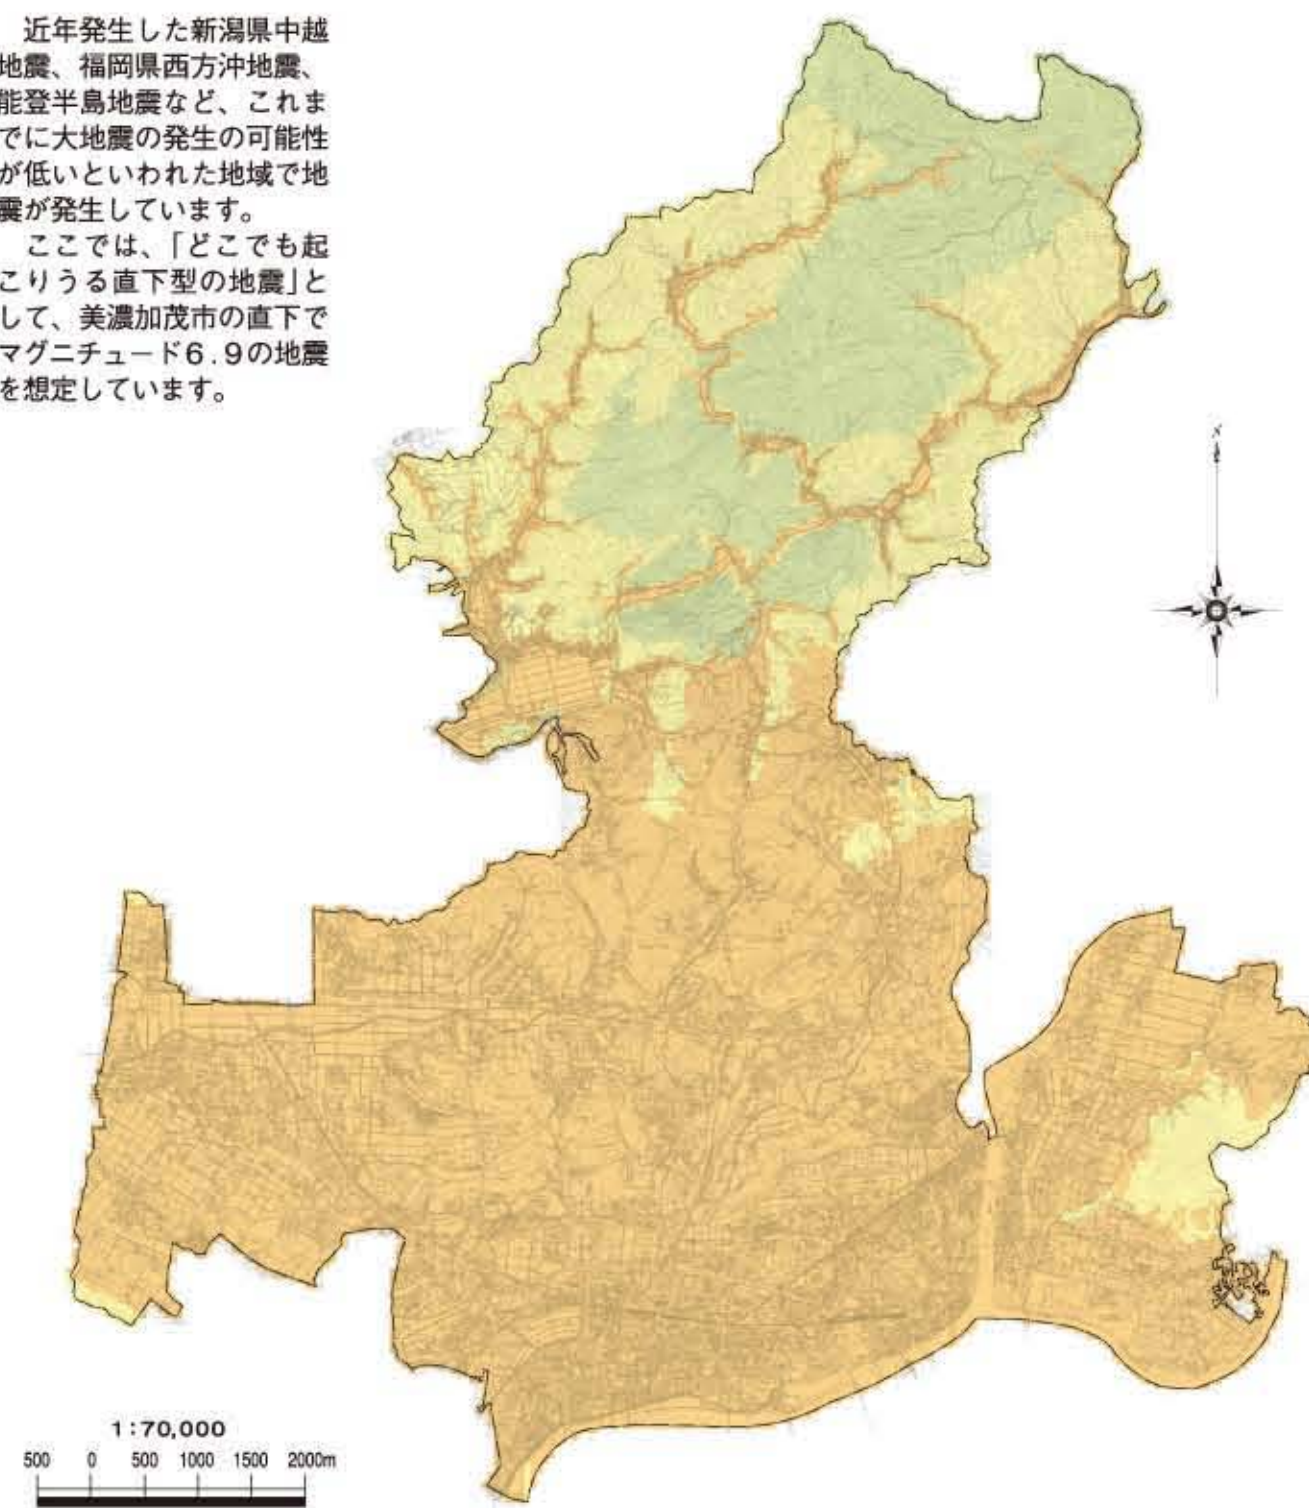 近年発生した新潟県中越
地震、福岡県西方沖地震、
能登半島地震など、これま
でに大地震の発生の可能性
が低いといわれた地域で地
震が発生しています。
ここでは、「どこでも起
こりうる直下型の地震」と
して、美濃加茂市の直下で
マグニチュード6.9の地震
を想定しています。
1:70,000
500 0 500 1000 1500 2000m